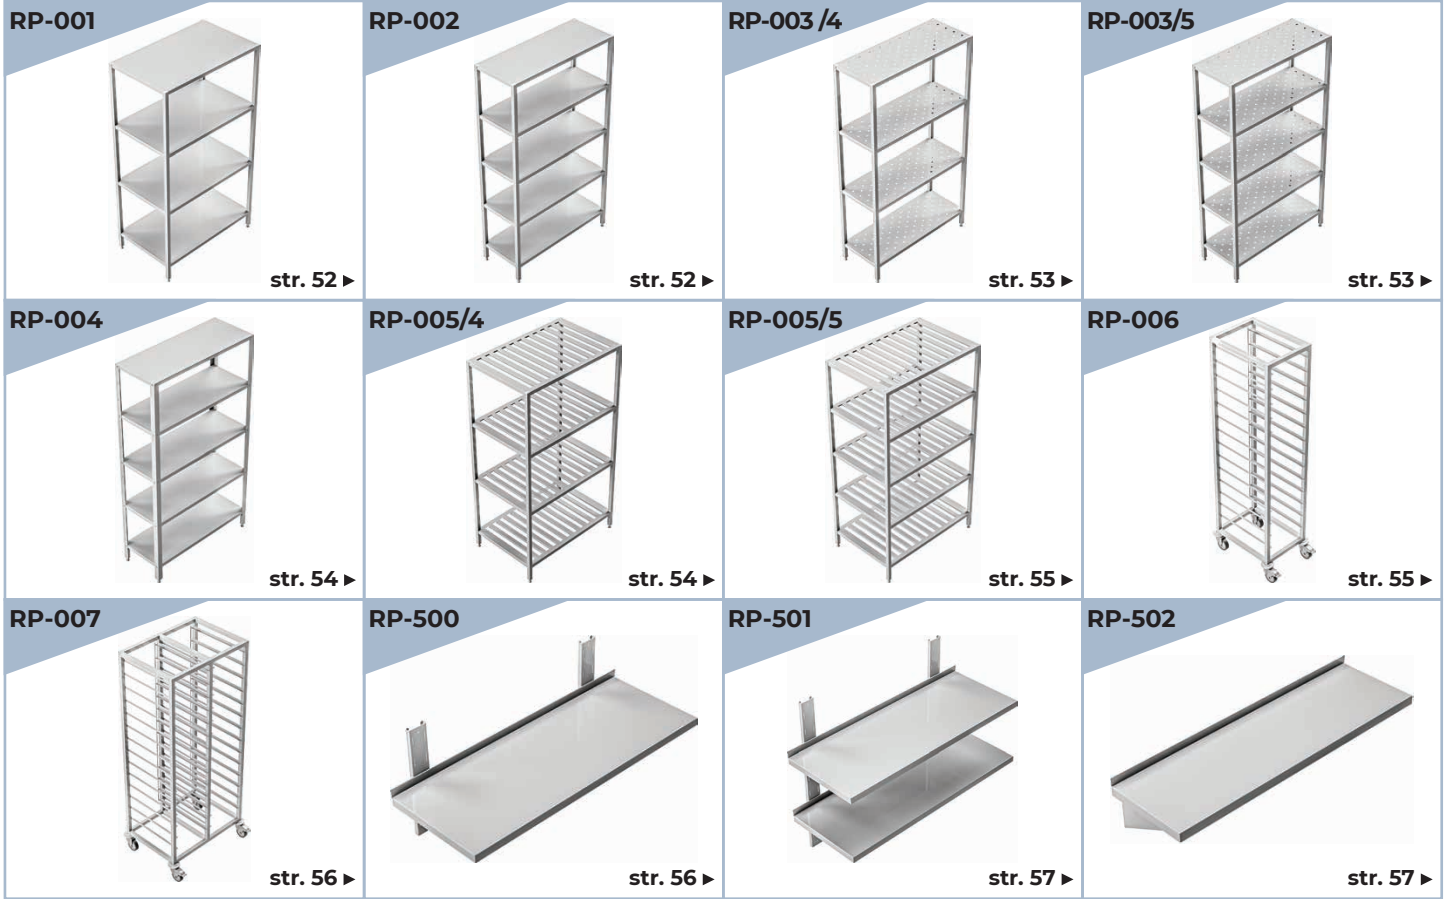 RP-001
RP-002
RP-003 /4
RP-003/5
str. 52 ►
str. 52 ►
str. 53 ►
str. 53 ►
RP-004
RP-005/4
RP-005/5
RP-006
str. 54 ►
str. 54 ►
str. 55 ►
str. 55 ►
RP-007
RP-500
RP-501
RP-502
str. 56 ►
str. 56 ►
str. 57 ►
str. 57 ►